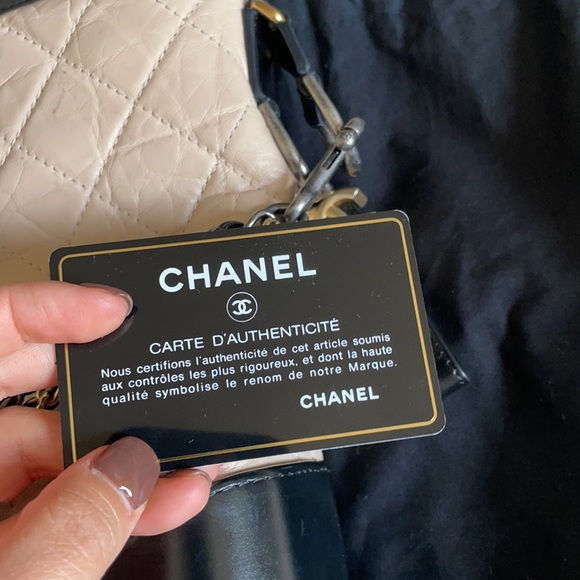 CHANEL
CARTE D'AUTHENTICITÉ
Nous certifions l'authenticité de cet article soumis
aux contrôles les plus rigoureux, et dont la haute
qualité symbolise le renom de notre Marque.
CHANEL